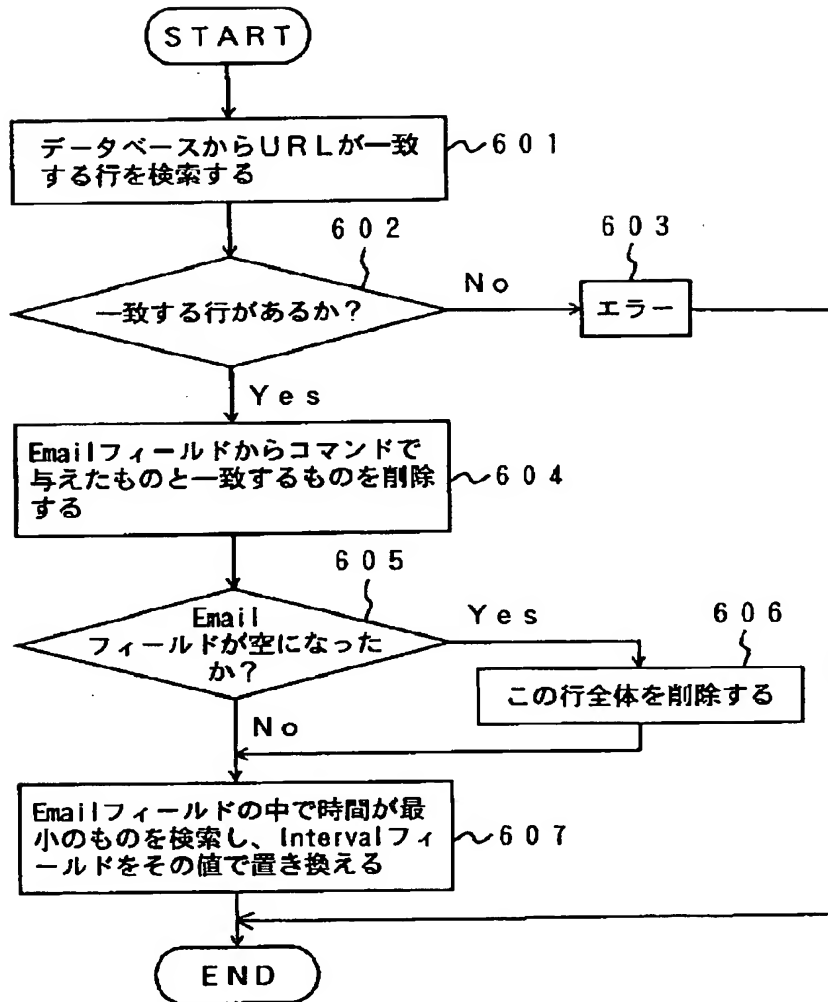 START
データベースからURLが一致
する行を検索する
601
602
一致する行があるか?
No
603
エラー
Yes
Emailフィールドからコマンドで
与えたものと一致するものを削除
する
604
605
Email
フィールドが空になった
か?
Yes
606
この行全体を削除する
No
Emailフィールドの中で時間が最
小のものを検索し、Intervalフィ
ールドをその値で置き換える
607
END